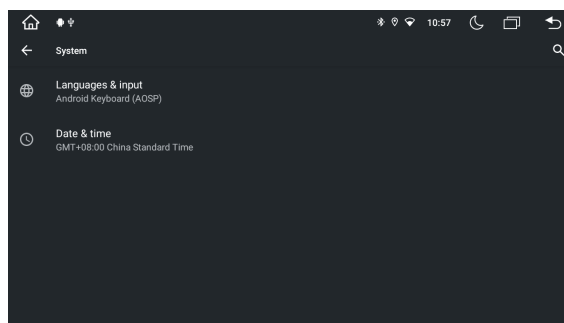 10:57
System
Languages & input
Android Keyboard (AOSP)
Date & time
GMT+08:00 China Standard Time